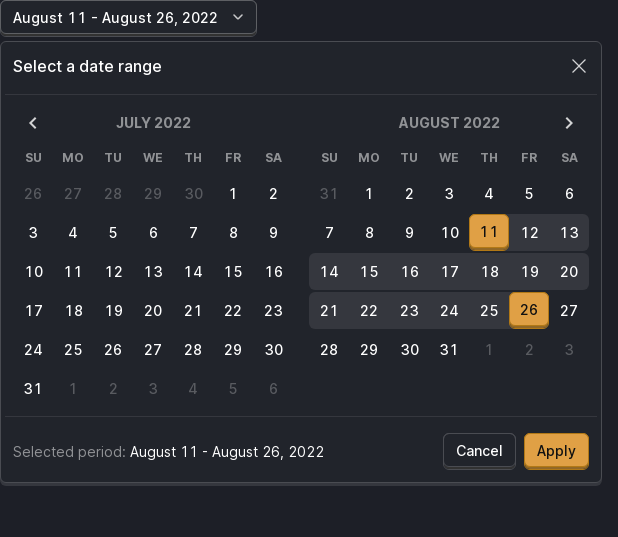 August 11 - August 26, 2022
Select a date range
JULY 2022
SU MO TU WE TH FR SA
26 27 28 29 30 1 2
3 4 5 6 7 8 9
10 11 12 13 14 15 16
17 18 19 20 21 22 23
24 25 26 27 28 29 30
31 1 2 3 4 5 6
AUGUST 2022
SU MO TU WE TH FR SA
31 1 2 3 4 5 6
7 8 9 10 11 12 13
14 15 16 17 18 19 20
21 22 23 24 25 26 27
28 29 30 31 1 2 3
Selected period: August 11 - August 26, 2022
Cancel
Apply